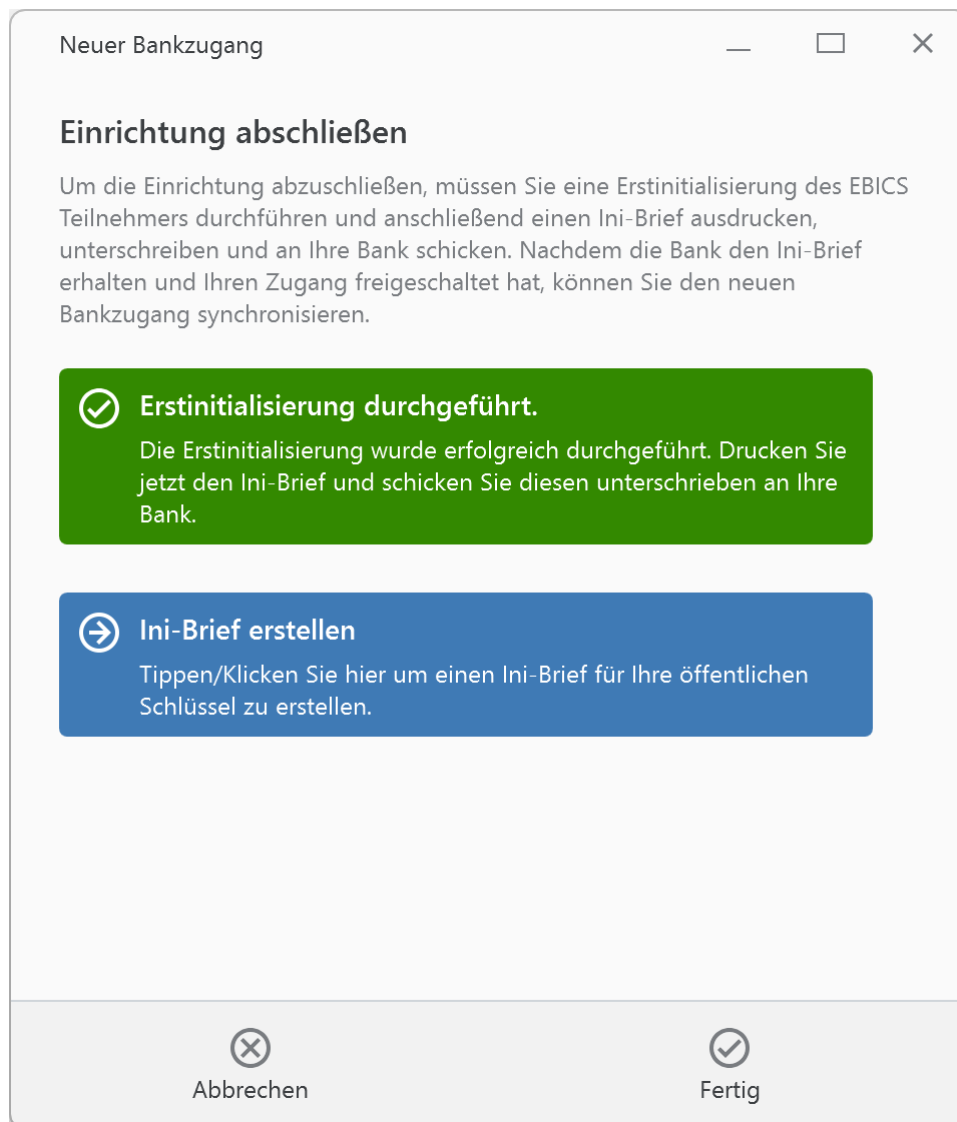 Neuer Bankzugang
Einrichtung abschließen
Um die Einrichtung abzuschließen, müssen Sie eine Erstinitialisierung des EBICS
Teilnehmers durchführen und anschließend einen Ini-Brief ausdrucken,
unterschreiben und an Ihre Bank schicken. Nachdem die Bank den Ini-Brief
erhalten und Ihren Zugang freigeschaltet hat, können Sie den neuen
Bankzugang synchronisieren.
Erstinitialisierung durchgeführt.
Die Erstinitialisierung wurde erfolgreich durchgeführt. Drucken Sie
jetzt den Ini-Brief und schicken Sie diesen unterschrieben an Ihre
Bank.
Ini-Brief erstellen
Tippen/Klicken Sie hier um einen Ini-Brief für Ihre öffentlichen
Schlüssel zu erstellen.
Abbrechen
Fertig